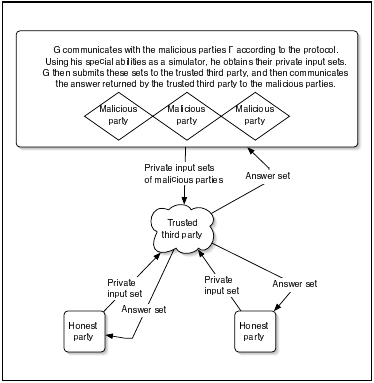 G communicates with the malicious parties Γ according to the protocol.
Using his special abilities as a simulator, he obtains their private input sets.
G then submits these sets to the trusted third party, and then communicates
the answer returned by the trusted third party to the malicious parties.
Malicious
party
Malicious
party
Malicious
party
Private input sets
of malicious parties
Answer set
Trusted
third party
Private
input set
Answer set
Private
input set
Answer set
Honest
party
Honest
party